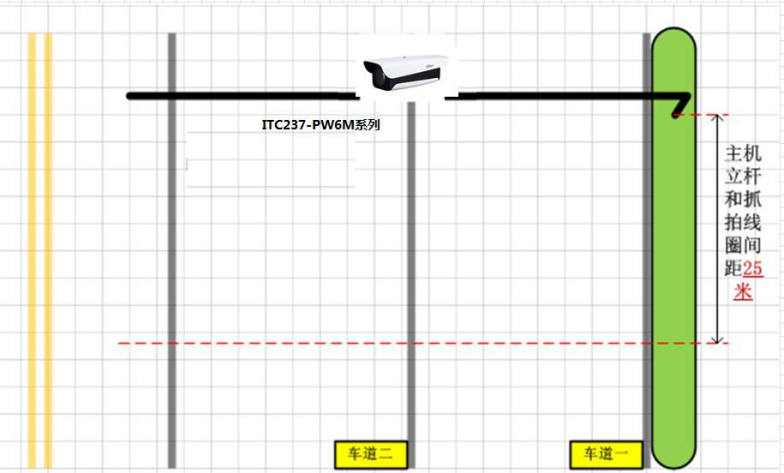 ITC237-PW6M系列
主机
立杆
和抓
拍线
圈间
距25
米
车道二
车道一